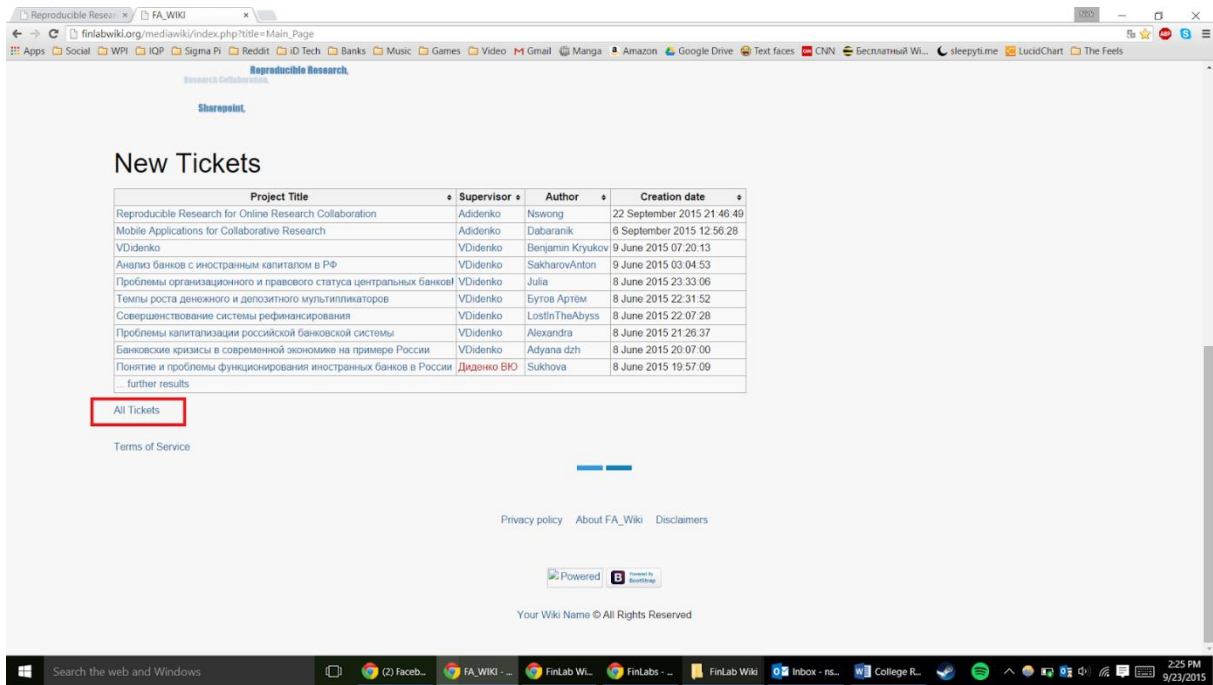 Reproducible Resear × FA_WIKI ×
finlabwiki.org/mediawiki/index.php?title=Main_Page
Apps Social WPI IQP Sigma Pi Reddit iD Tech Banks Music Games Video Gmail Manga Amazon Google Drive Text faces CNN Бесплатный Wi... sleepyti.me LucidChart The Feels
Reproducible Research,
Research Collaboration,
Sharepoint,
New Tickets
Project Title Supervisor Author Creation date
Reproducible Research for Online Research Collaboration Adidenko Nswong 22 September 2015 21:46:49
Mobile Applications for Collaborative Research Adidenko Dabaranik 6 September 2015 12:56:28
VDidenko VDidenko Benjamin Kryukov 9 June 2015 07:20:13
Анализ банков с иностранным капиталом в РФ VDidenko SakharovAnton 9 June 2015 03:04:53
Проблемы организационного и правового статуса центральных банков VDidenko Julia 8 June 2015 23:33:06
Темпы роста денежного и депозитного мультипликаторов VDidenko Бутов Артём 8 June 2015 22:31:52
Совершенствование системы рефинансирования VDidenko LostInTheAbyss 8 June 2015 22:07:28
Проблемы капитализации российской банковской системы VDidenko Alexandra 8 June 2015 21:26:37
Банковские кризисы в современной экономике на примере России VDidenko Adyana dzh 8 June 2015 20:07:00
Понятие и проблемы функционирования иностранных банков в России Диденко ВЮ Sukhova 8 June 2015 19:57:09
... further results
All Tickets
Terms of Service
Privacy policy About FA_Wiki Disclaimers
Powered B Powered By Bootstrap
Your Wiki Name © All Rights Reserved
Search the web and Windows (2) Faceb... FA_WIKI - ... FinLab Wi... FinLabs - ... FinLab Wiki Inbox - ns... College R... 2:25 PM
9/23/2015